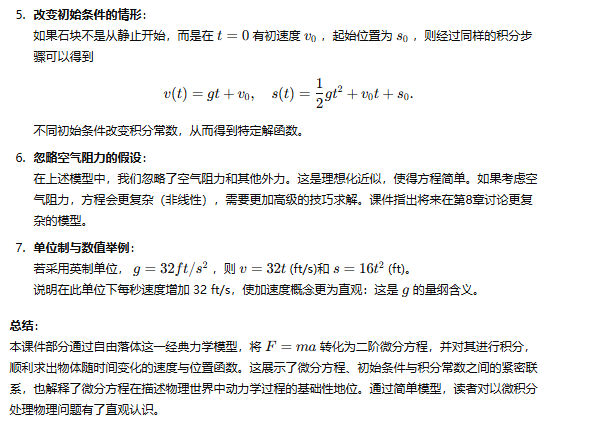 5. 改变初始条件的情形：
如果石块不是从静止开始，而是在 t = 0 有初速度 v₀ ，起始位置为 s₀ ，则经过同样的积分步
骤可以得到
v(t) = gt + v₀,  s(t) = 1/2 gt² + v₀t + s₀.
不同初始条件改变积分常数，从而得到特定解函数。
6. 忽略空气阻力的假设：
在上述模型中，我们忽略了空气阻力和其他外力。这是理想化近似，使得方程简单。如果考虑空
气阻力，方程会更复杂（非线性），需要更加高级的技巧求解。课件指出将来在第8章讨论更复
杂的模型。
7. 单位制与数值举例：
若采用英制单位， g = 32ft/s² ，则 v = 32t (ft/s)和 s = 16t² (ft)。
说明在此单位下每秒速度增加 32 ft/s，使加速度概念更为直观：这是 g 的量纲含义。
总结：
本课件部分通过自由落体这一经典力学模型，将 F = ma 转化为二阶微分方程，并对其进行积分，
顺利求出物体随时间变化的速度与位置函数。这展示了微分方程、初始条件与积分常数之间的紧密联
系，也解释了微分方程在描述物理世界中动力学过程的基础性地位。通过简单模型，读者对以微积分
处理物理问题有了直观认识。